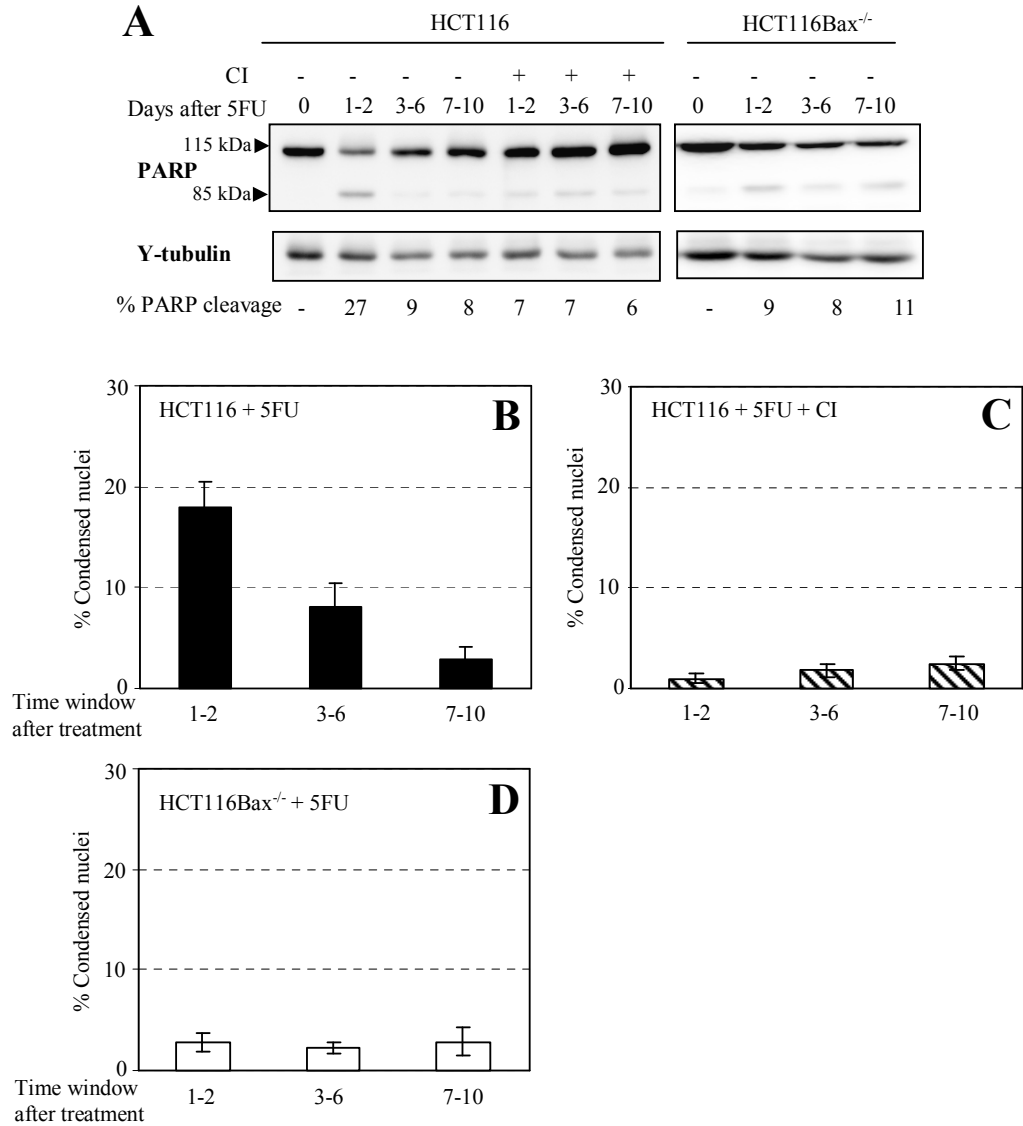 A
HCT116 HCT116Bax-/-
CI - - - - + + + - - - -
Days after 5FU 0 1-2 3-6 7-10 1-2 3-6 7-10 0 1-2 3-6 7-10
115 kDa
PARP
85 kDa
Υ-tubulin
% PARP cleavage - 27 9 8 7 7 6 - 9 8 11
B
HCT116 + 5FU
% Condensed nuclei
30
20
10
0
Time window after treatment
1-2 3-6 7-10
C
HCT116 + 5FU + CI
% Condensed nuclei
30
20
10
0
1-2 3-6 7-10
D
HCT116Bax-/- + 5FU
% Condensed nuclei
30
20
10
0
Time window after treatment
1-2 3-6 7-10